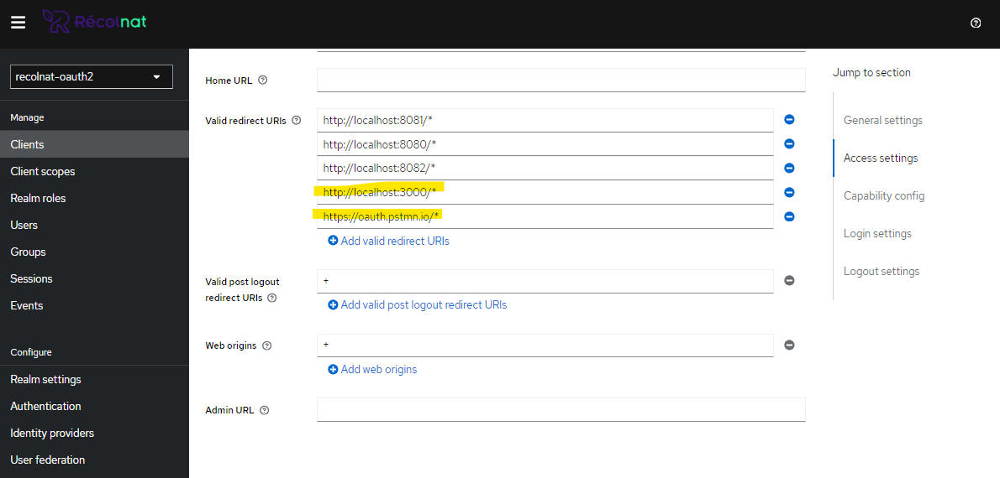 Récolnat
recolnat-oauth2
Manage
Clients
Client scopes
Realm roles
Users
Groups
Sessions
Events
Configure
Realm settings
Authentication
Identity providers
User federation
Home URL
Valid redirect URIs
http://localhost:8081/*
http://localhost:8080/*
http://localhost:8082/*
http://localhost:3000/*
https://oauth.pstmn.io/*
Add valid redirect URIs
Valid post logout
redirect URIs
+
Add valid post logout redirect URIs
Web origins
+
Add web origins
Admin URL
Jump to section
General settings
Access settings
Capability config
Login settings
Logout settings